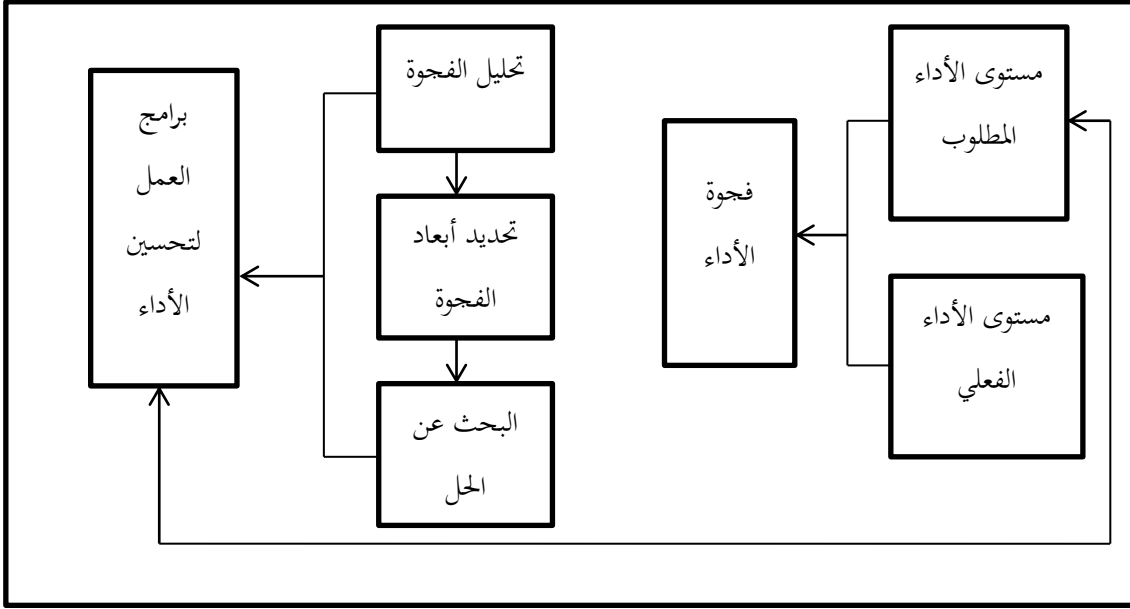 مستوى الأداء
المطلوب
مستوى الأداء
الفعلي
فجوة
الأداء
تحليل الفجوة
تحديد أبعاد
الفجوة
البحث عن
الحل
برامج
العمل
لتحسين
الأداء